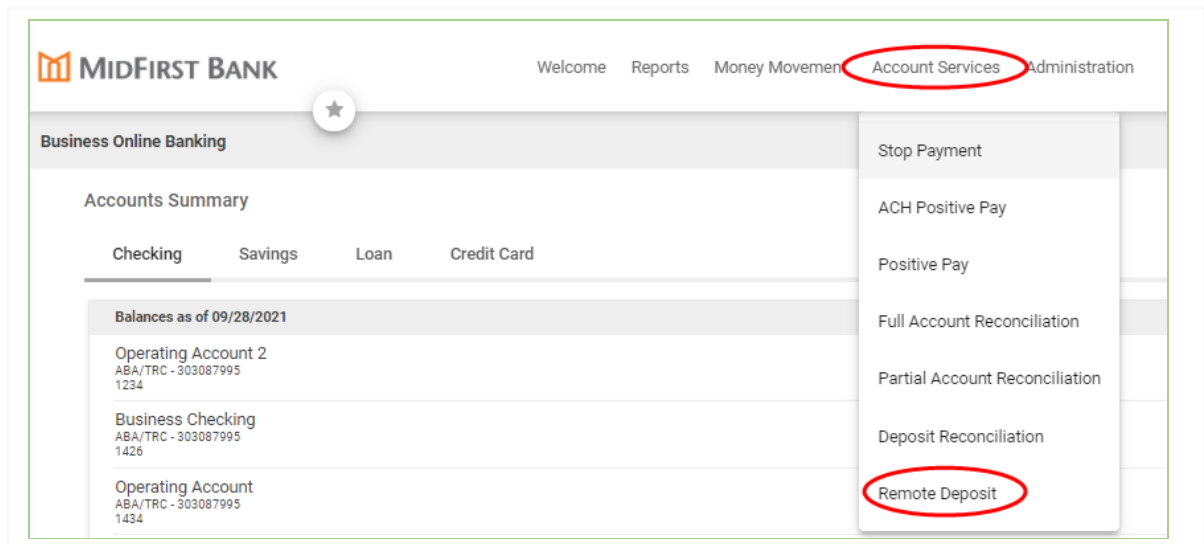 MIDFIRST BANK
Welcome Reports Money Movemen Account Services Administration
Business Online Banking
Stop Payment
Accounts Summary
ACH Positive Pay
Checking Savings Loan Credit Card
Positive Pay
Balances as of 09/28/2021
Full Account Reconciliation
Operating Account 2
ABA/TRC - 303087995
1234
Partial Account Reconciliation
Business Checking
ABA/TRC - 303087995
1426
Deposit Reconciliation
Operating Account
ABA/TRC - 303087995
1434
Remote Deposit